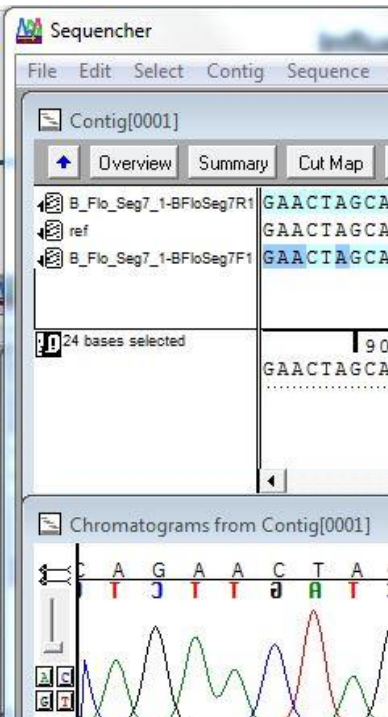 Sequencher
File Edit Select Contig Sequence
Contig[0001]
Overview Summary Cut Map
B_Flo_Seg7_1-BFloSeg7R1 GAACTAGCA
ref GAACTAGCA
B_Flo_Seg7_1-BFloSeg7F1 GAACTAGCA
24 bases selected
90
GAACTAGCA
Chromatograms from Contig[0001]
C A G A A C T A
T C T T G A T
A C
G T